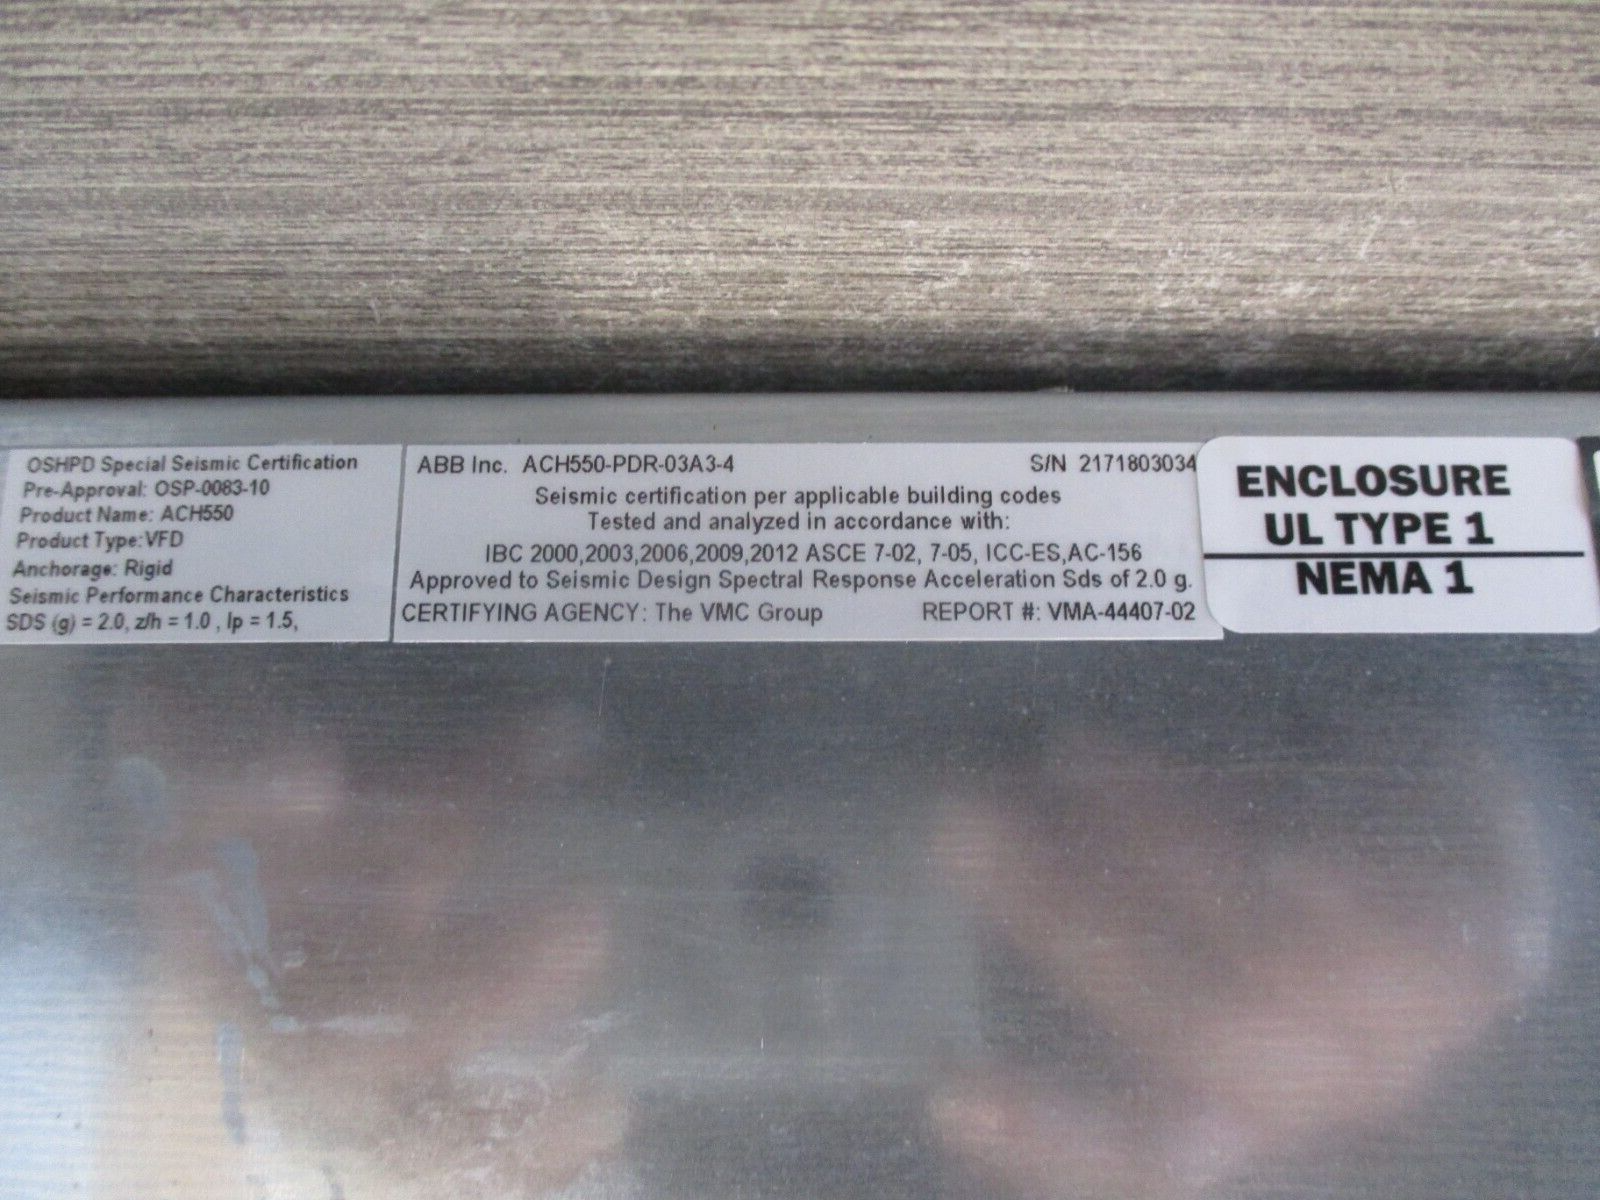 OSHPD Special Seismic Certification
Pre-Approval: OSP-0083-10
Product Name: ACH550
Product Type:VFD
Anchorage: Rigid
Seismic Performance Characteristics
SDS (g) = 2.0, z/h = 1.0 , Ip = 1.5,
ABB Inc. ACH550-PDR-03A3-4 S/N 2171803034
Seismic certification per applicable building codes
Tested and analyzed in accordance with:
IBC 2000,2003,2006,2009,2012 ASCE 7-02, 7-05, ICC-ES,AC-156
Approved to Seismic Design Spectral Response Acceleration Sds of 2.0 g.
CERTIFYING AGENCY: The VMC Group REPORT #: VMA-44407-02
ENCLOSURE
UL TYPE 1
NEMA 1